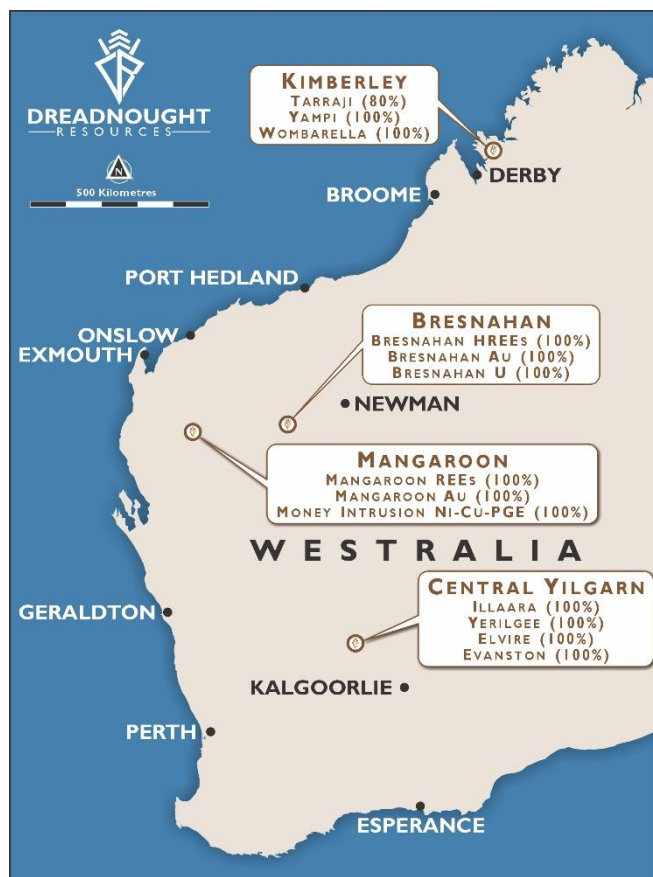 DREADNOUGHT
RESOURCES
N
500 Kilometres
KIMBERLEY
TARRAJI (80%)
YAMPI (100%)
WOMBARELLA (100%)
DERBY
BROOME
PORT HEDLAND
ONSLOW
EXMOUTH
BRESNAHAN
BRESNAHAN HREES (100%)
BRESNAHAN AU (100%)
BRESNAHAN U (100%)
NEWMAN
MANGAROON
MANGAROON REES (100%)
MANGAROON AU (100%)
MONEY INTRUSION NI-CU-PGE (100%)
WESTRALIA
CENTRAL YILGARN
ILLAARA (100%)
YERILGEE (100%)
ELVIRE (100%)
EVANSTON (100%)
GERALDTON
KALGOORLIE
PERTH
ESPERANCE